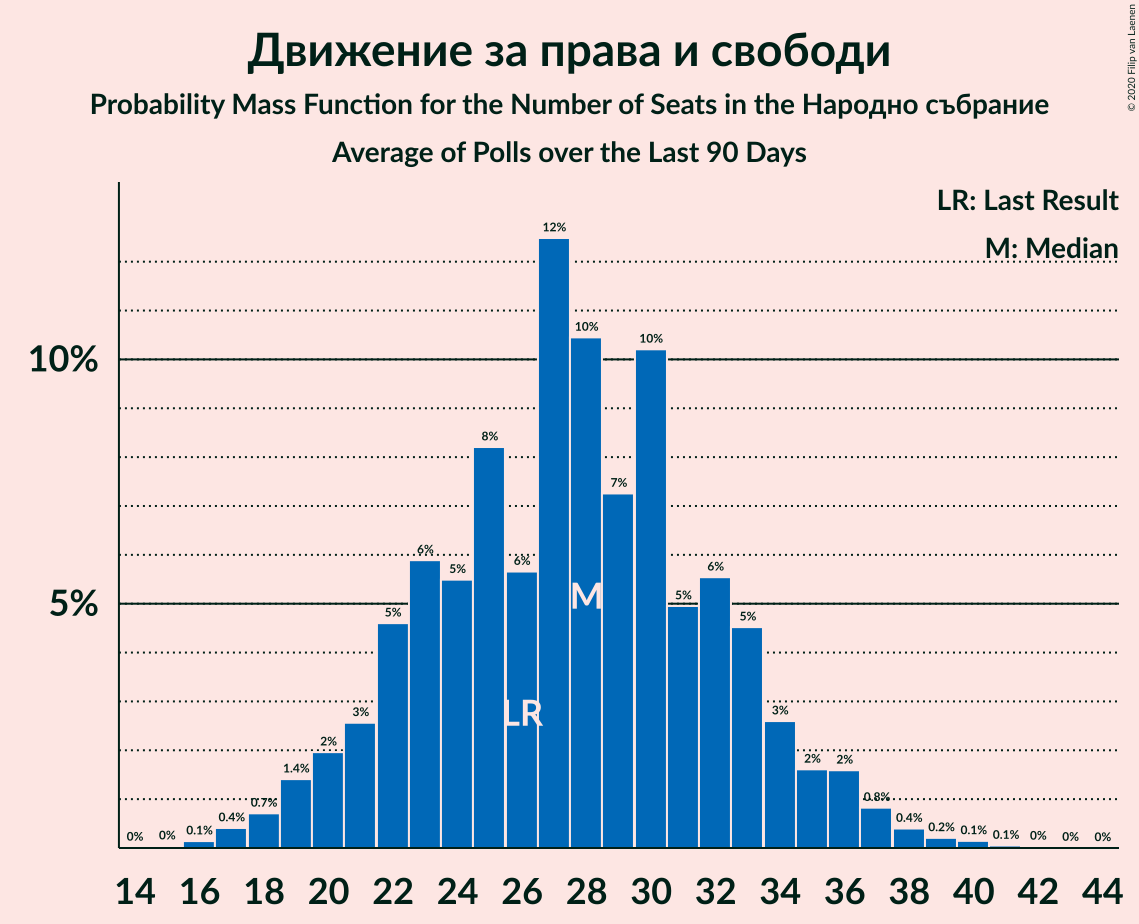 Движение за права и свободи
Probability Mass Function for the Number of Seats in the Народно събрание
Average of Polls over the Last 90 Days
© 2020 Filip van Laenen
LR: Last Result
M: Median
10%
5%
0% 0% 0.1% 0.4% 0.7% 1.4% 2% 3% 5% 6% 5% 8% 6% 12% 10% 7% 10% 5% 6% 5% 3% 2% 2% 0.8% 0.4% 0.2% 0.1% 0.1% 0% 0% 0%
M
LR
14 16 18 20 22 24 26 28 30 32 34 36 38 40 42 44